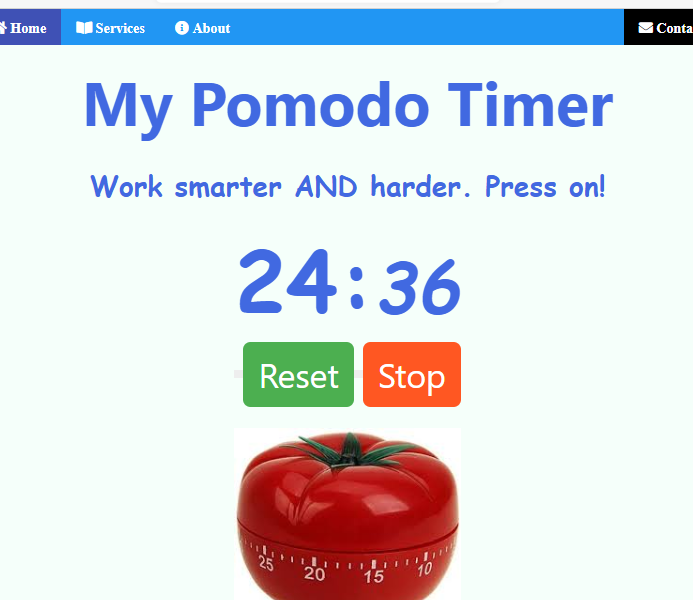 Home Services About Conta
My Pomodo Timer
Work smarter AND harder. Press on!
24:36
Reset Stop
25 20 15 10